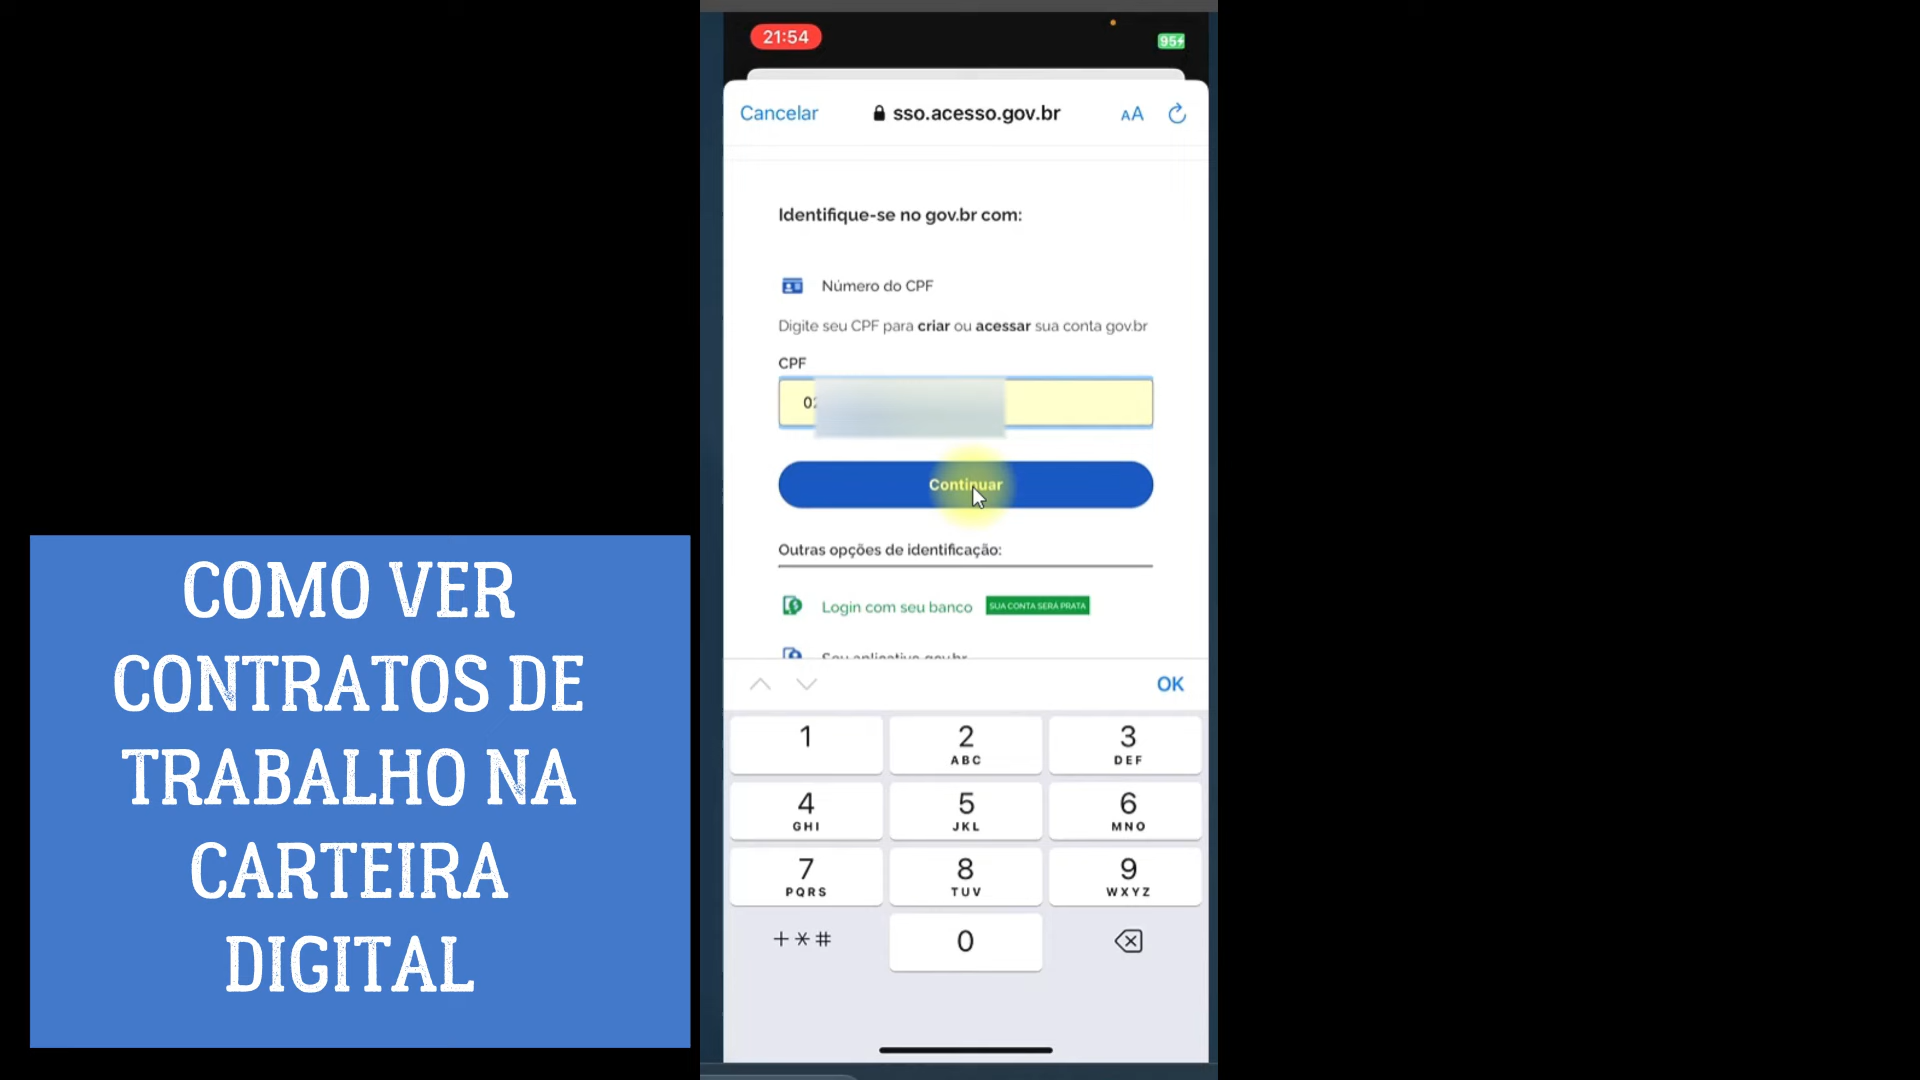 21:54
95
Cancelar
sso.acesso.gov.br
AA
Identifique-se no gov.br com:
Número do CPF
Digite seu CPF para criar ou acessar sua conta gov.br
CPF
02
Continuar
Outras opções de identificação:
Login com seu banco SUA CONTA SERÁ PRATA
Seu aplicativo gov.br
OK
1
2 ABC
3 DEF
4 GHI
5 JKL
6 MNO
7 PQRS
8 TUV
9 WXYZ
+*#
0
COMO VER
CONTRATOS DE
TRABALHO NA
CARTEIRA
DIGITAL